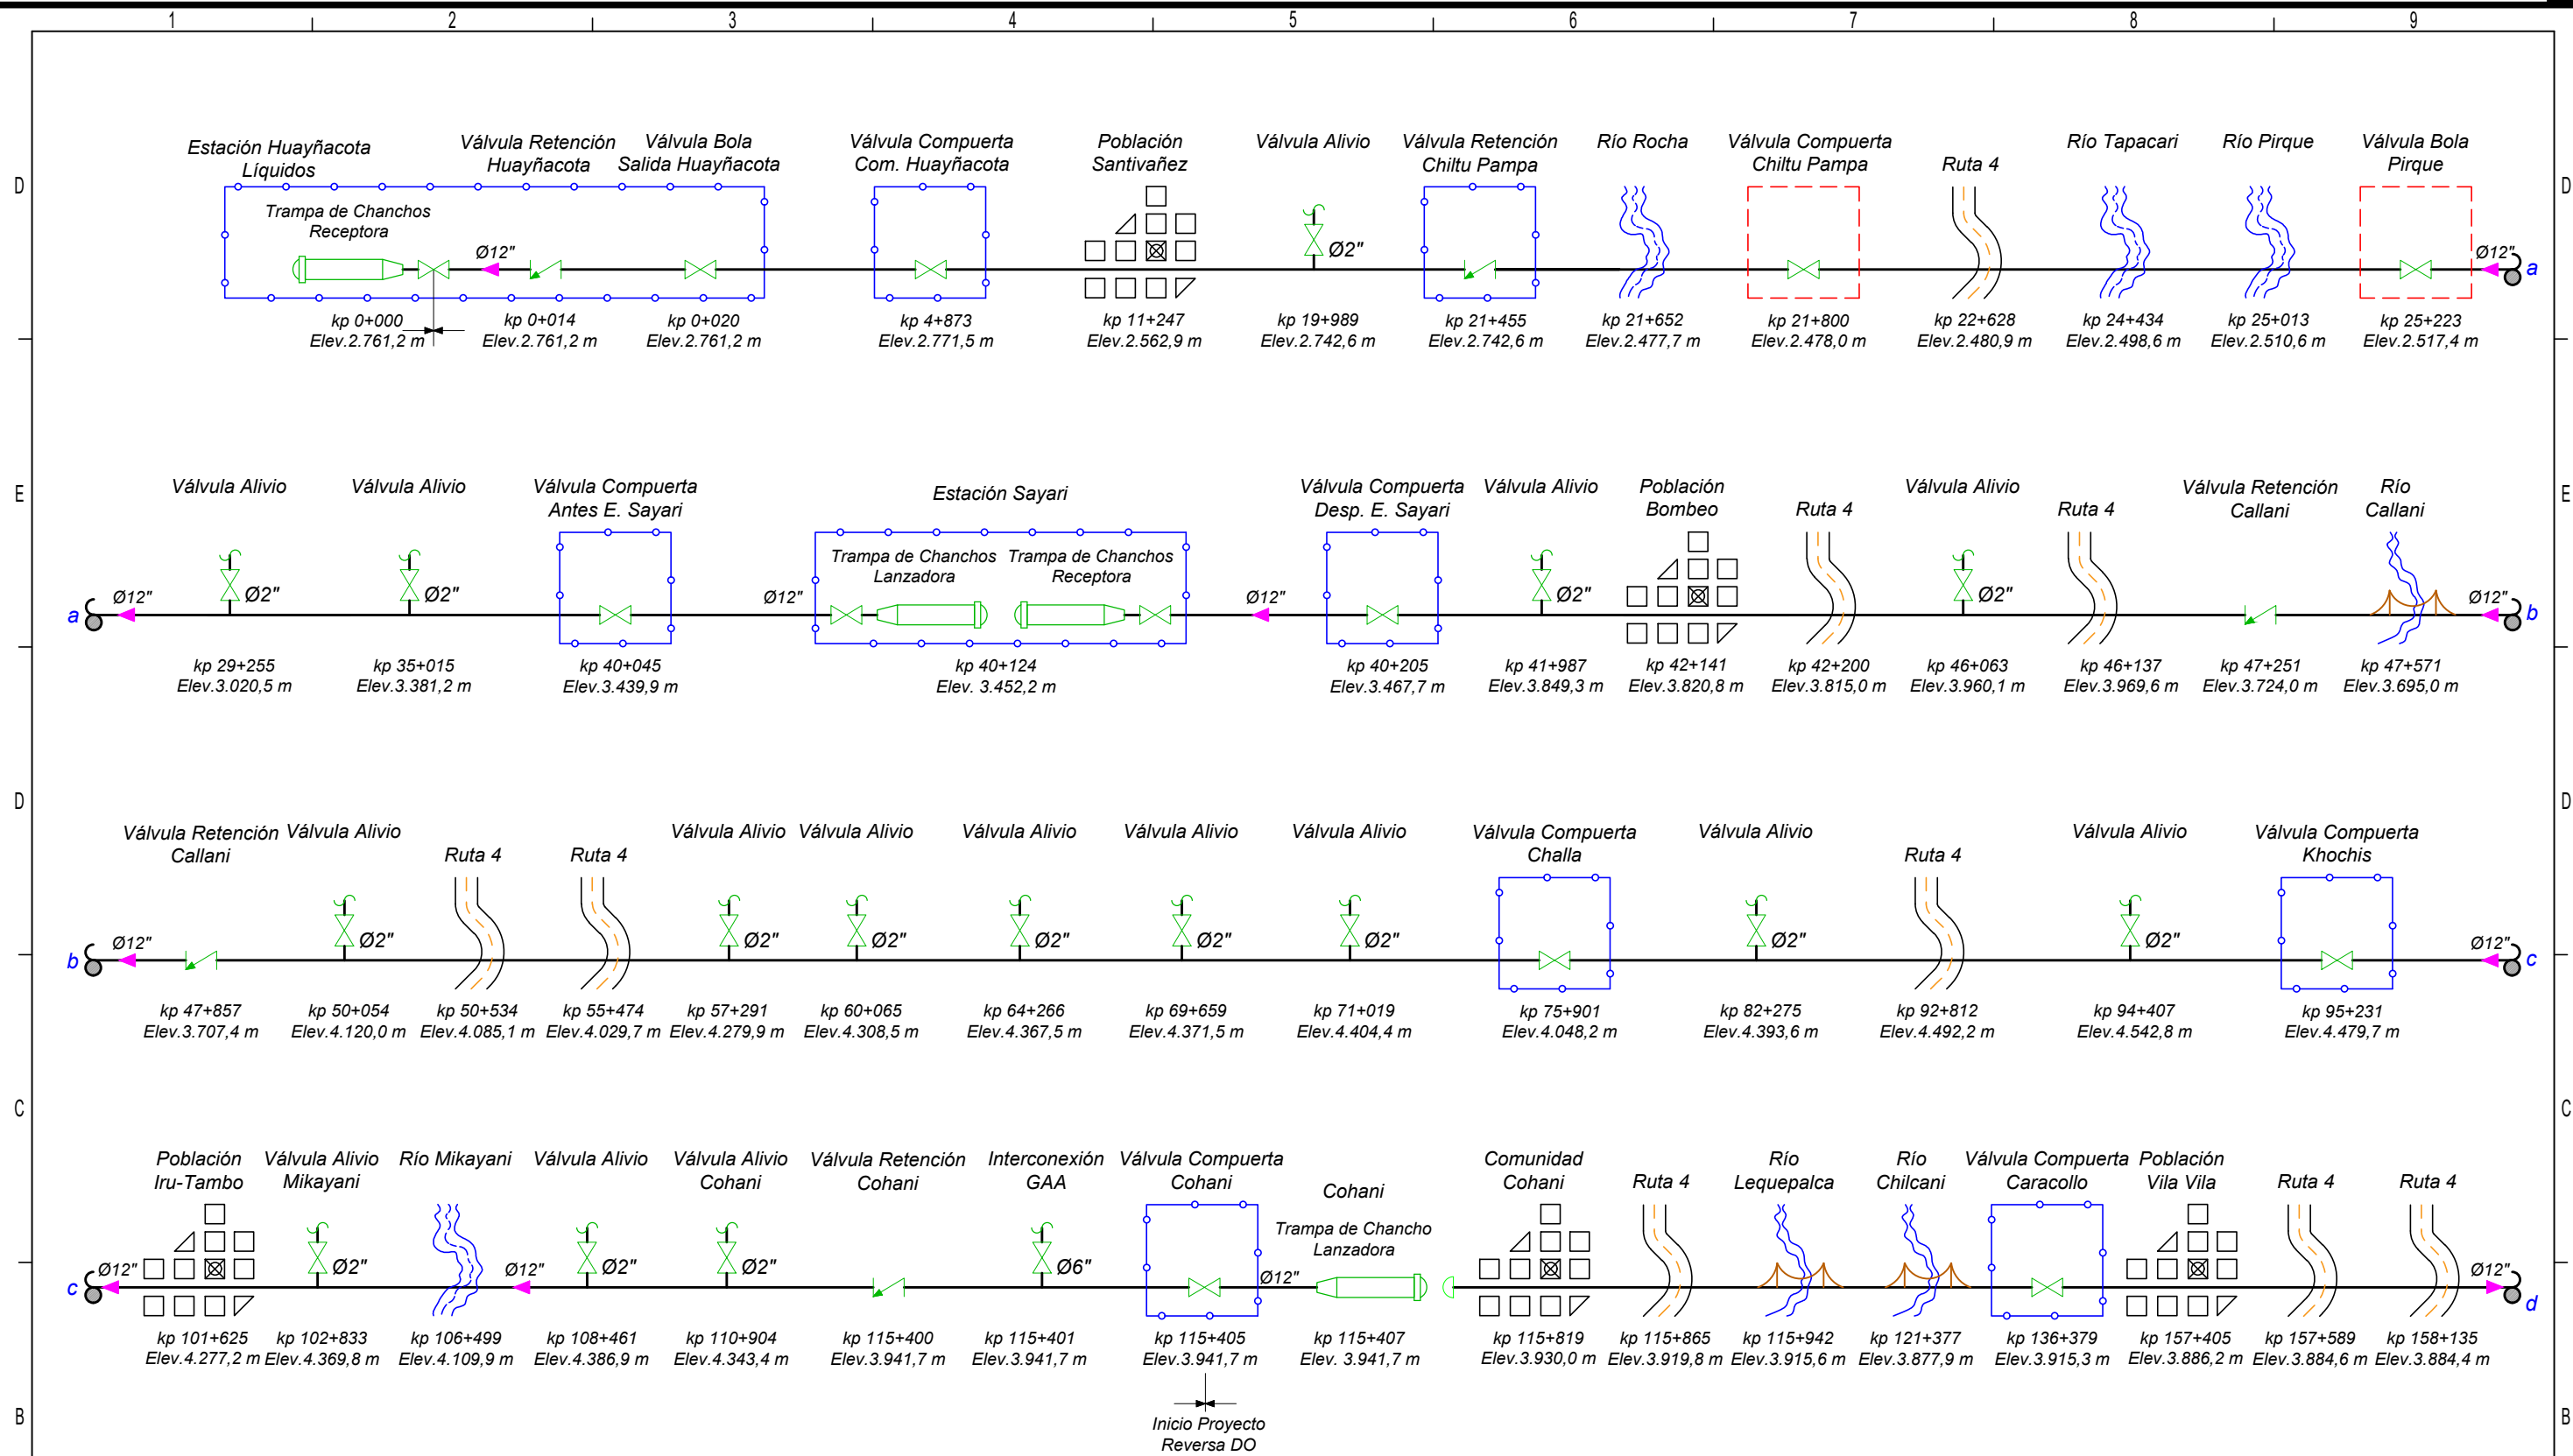 1 2 3 4 5 6 7 8 9
Estación Huayñacota
Líquidos
Válvula Retención
Huayñacota
Válvula Bola
Salida Huayñacota
Válvula Compuerta
Com. Huayñacota
Población
Santivañez
Válvula Alivio
Válvula Retención
Chiltu Pampa
Río Rocha
Válvula Compuerta
Chiltu Pampa
Ruta 4
Río Tapacari
Río Pirque
Válvula Bola
Pirque
D
D
Trampa de Chanchos
Receptora
Ø12"
Ø2"
Ø12"
a
kp 0+000
Elev.2.761,2 m
kp 0+014
Elev.2.761,2 m
kp 0+020
Elev.2.761,2 m
kp 4+873
Elev.2.771,5 m
kp 11+247
Elev.2.562,9 m
kp 19+989
Elev.2.742,6 m
kp 21+455
Elev.2.742,6 m
kp 21+652
Elev.2.477,7 m
kp 21+800
Elev.2.478,0 m
kp 22+628
Elev.2.480,9 m
kp 24+434
Elev.2.498,6 m
kp 25+013
Elev.2.510,6 m
kp 25+223
Elev.2.517,4 m
E
E
Válvula Alivio
Válvula Alivio
Válvula Compuerta
Antes E. Sayari
Estación Sayari
Válvula Compuerta
Desp. E. Sayari
Válvula Alivio
Población
Bombeo
Ruta 4
Válvula Alivio
Ruta 4
Válvula Retención
Callani
Río
Callani
Trampa de Chanchos
Lanzadora
Trampa de Chanchos
Receptora
a
Ø12"
Ø2"
Ø2"
Ø12"
Ø12"
Ø2"
Ø2"
Ø12"
b
kp 29+255
Elev.3.020,5 m
kp 35+015
Elev.3.381,2 m
kp 40+045
Elev.3.439,9 m
kp 40+124
Elev. 3.452,2 m
kp 40+205
Elev.3.467,7 m
kp 41+987
Elev.3.849,3 m
kp 42+141
Elev.3.820,8 m
kp 42+200
Elev.3.815,0 m
kp 46+063
Elev.3.960,1 m
kp 46+137
Elev.3.969,6 m
kp 47+251
Elev.3.724,0 m
kp 47+571
Elev.3.695,0 m
D
D
Válvula Retención
Callani
Válvula Alivio
Ruta 4
Ruta 4
Válvula Alivio
Válvula Alivio
Válvula Alivio
Válvula Alivio
Válvula Alivio
Válvula Compuerta
Challa
Válvula Alivio
Ruta 4
Válvula Alivio
Válvula Compuerta
Khochis
b
Ø12"
Ø2"
Ø2"
Ø2"
Ø2"
Ø2"
Ø2"
Ø2"
Ø2"
Ø12"
c
kp 47+857
Elev.3.707,4 m
kp 50+054
Elev.4.120,0 m
kp 50+534
Elev.4.085,1 m
kp 55+474
Elev.4.029,7 m
kp 57+291
Elev.4.279,9 m
kp 60+065
Elev.4.308,5 m
kp 64+266
Elev.4.367,5 m
kp 69+659
Elev.4.371,5 m
kp 71+019
Elev.4.404,4 m
kp 75+901
Elev.4.048,2 m
kp 82+275
Elev.4.393,6 m
kp 92+812
Elev.4.492,2 m
kp 94+407
Elev.4.542,8 m
kp 95+231
Elev.4.479,7 m
C
C
Población
Iru-Tambo
Válvula Alivio
Mikayani
Río Mikayani
Válvula Alivio
Válvula Alivio
Cohani
Válvula Retención
Cohani
Interconexión
GAA
Válvula Compuerta
Cohani
Cohani
Trampa de Chancho
Lanzadora
Comunidad
Cohani
Ruta 4
Río
Lequepalca
Río
Chilcani
Válvula Compuerta
Caracollo
Población
Vila Vila
Ruta 4
Ruta 4
c
Ø12"
Ø2"
Ø12"
Ø2"
Ø2"
Ø6"
Ø12"
Ø12"
d
kp 101+625
Elev.4.277,2 m
kp 102+833
Elev.4.369,8 m
kp 106+499
Elev.4.109,9 m
kp 108+461
Elev.4.386,9 m
kp 110+904
Elev.4.343,4 m
kp 115+400
Elev.3.941,7 m
kp 115+401
Elev.3.941,7 m
kp 115+405
Elev.3.941,7 m
kp 115+407
Elev. 3.941,7 m
kp 115+819
Elev.3.930,0 m
kp 115+865
Elev.3.919,8 m
kp 115+942
Elev.3.915,6 m
kp 121+377
Elev.3.877,9 m
kp 136+379
Elev.3.915,3 m
kp 157+405
Elev.3.886,2 m
kp 157+589
Elev.3.884,6 m
kp 158+135
Elev.3.884,4 m
B
B
Inicio Proyecto
Reversa DO